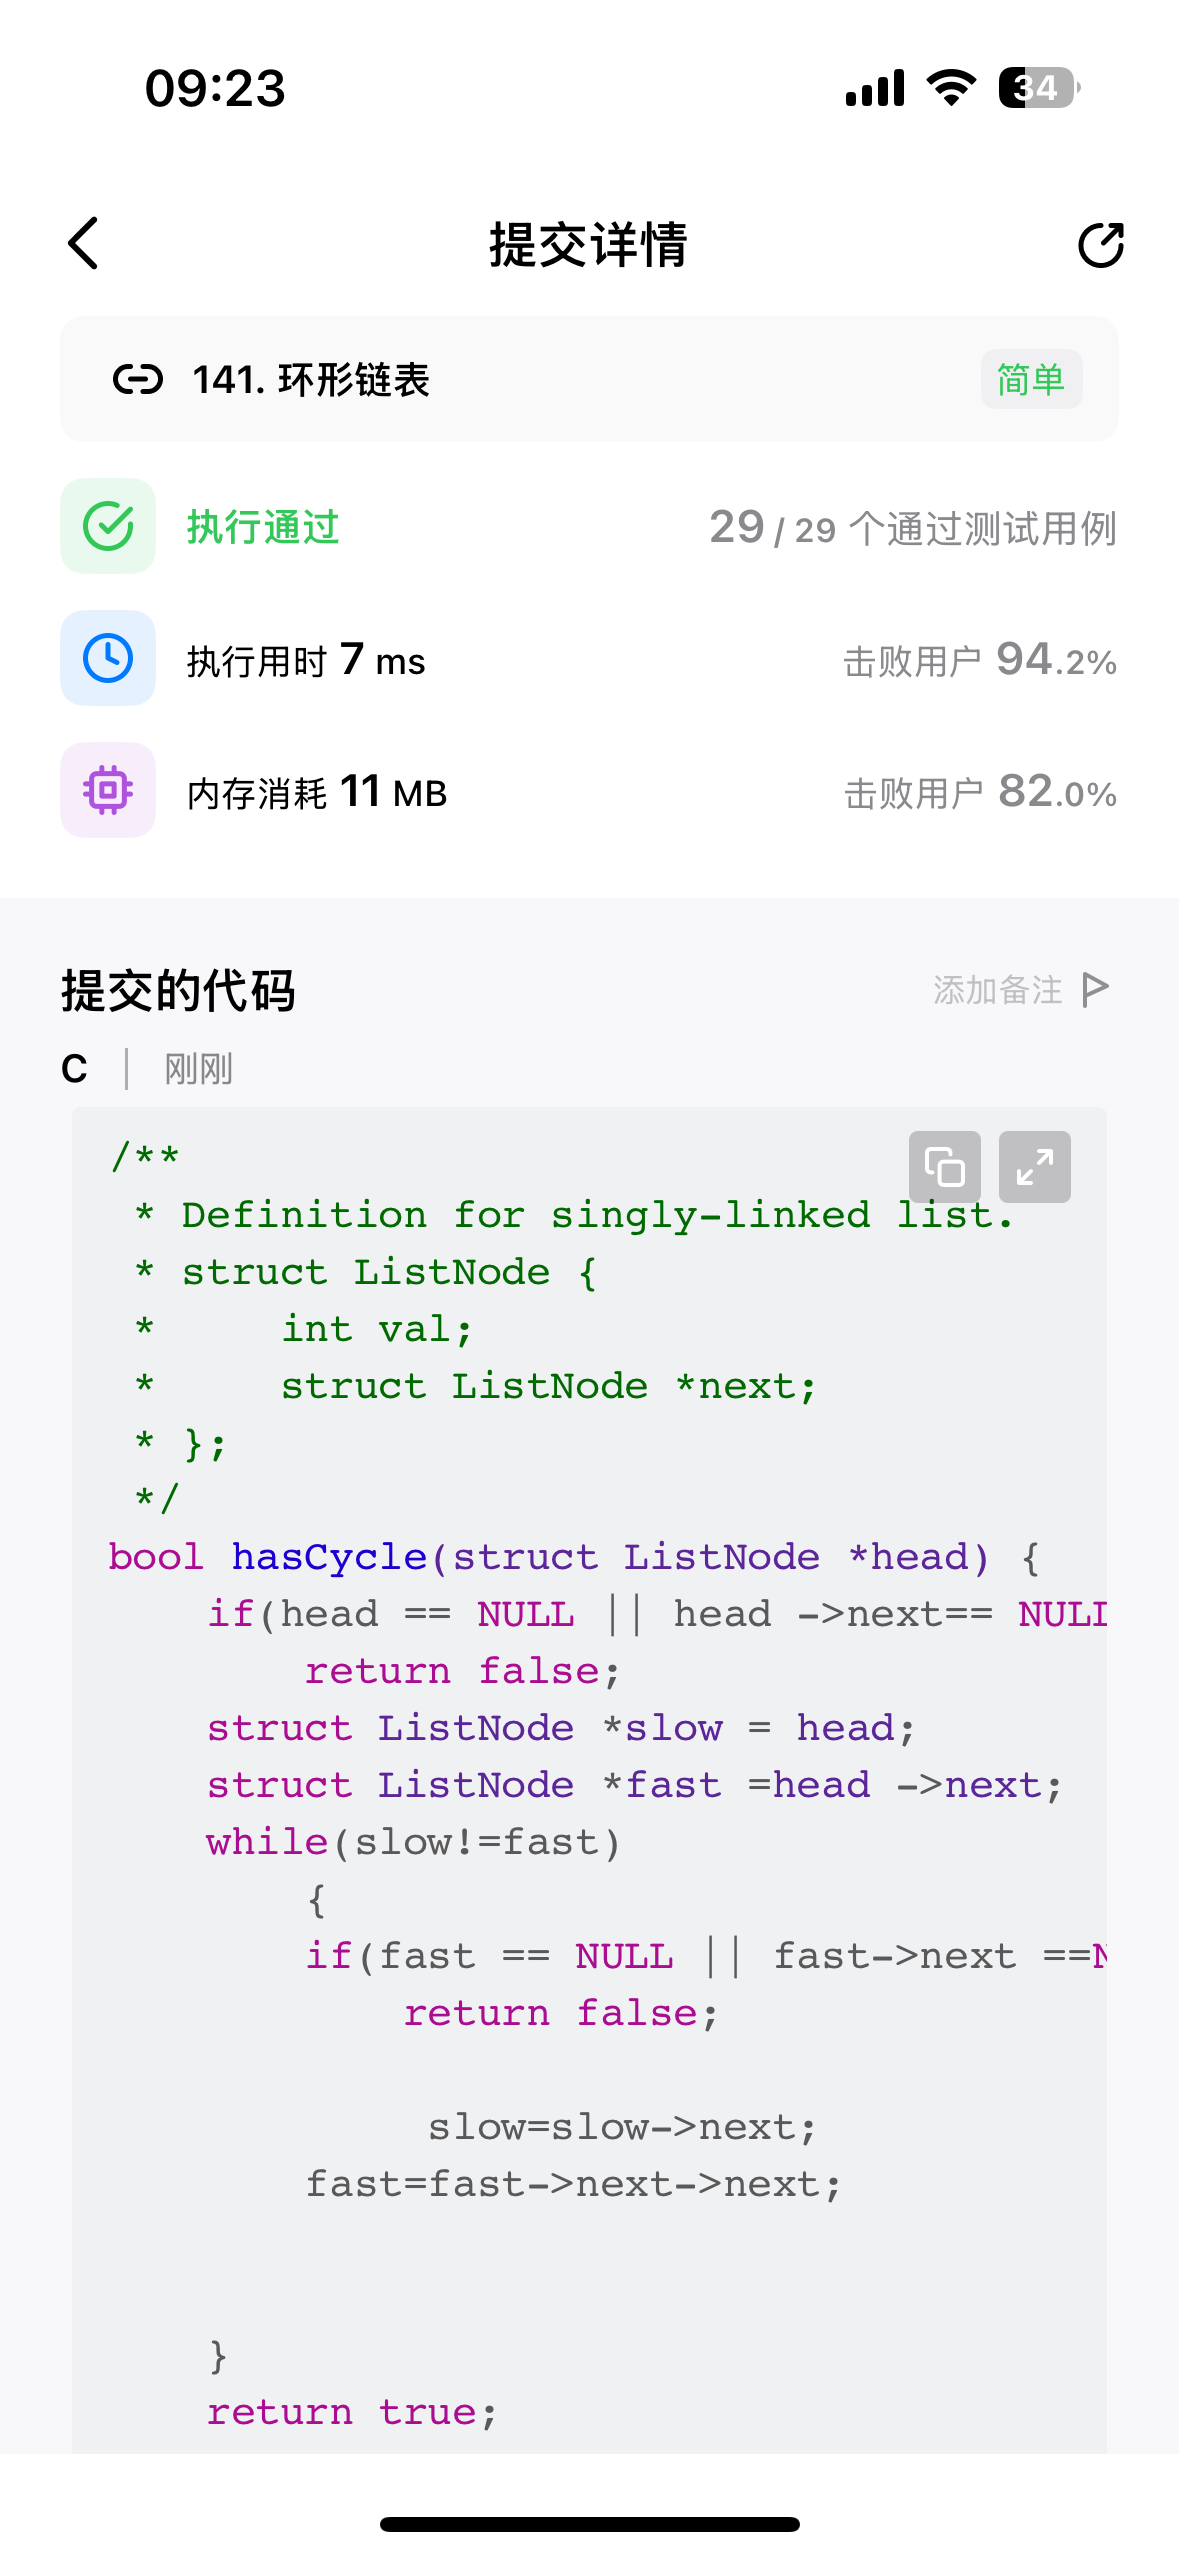 09:23
34
提交详情
141. 环形链表
简单
执行通过
29 / 29 个通过测试用例
执行用时 7 ms
击败用户 94.2%
内存消耗 11 MB
击败用户 82.0%
提交的代码
添加备注
C | 刚刚
/**
 * Definition for singly-linked list.
 * struct ListNode {
 *     int val;
 *     struct ListNode *next;
 * };
 */
bool hasCycle(struct ListNode *head) {
    if(head == NULL || head ->next== NULL
        return false;
    struct ListNode *slow = head;
    struct ListNode *fast =head ->next;
    while(slow!=fast)
        {
        if(fast == NULL || fast->next ==N
            return false;
             slow=slow->next;
        fast=fast->next->next;
    }
    return true;